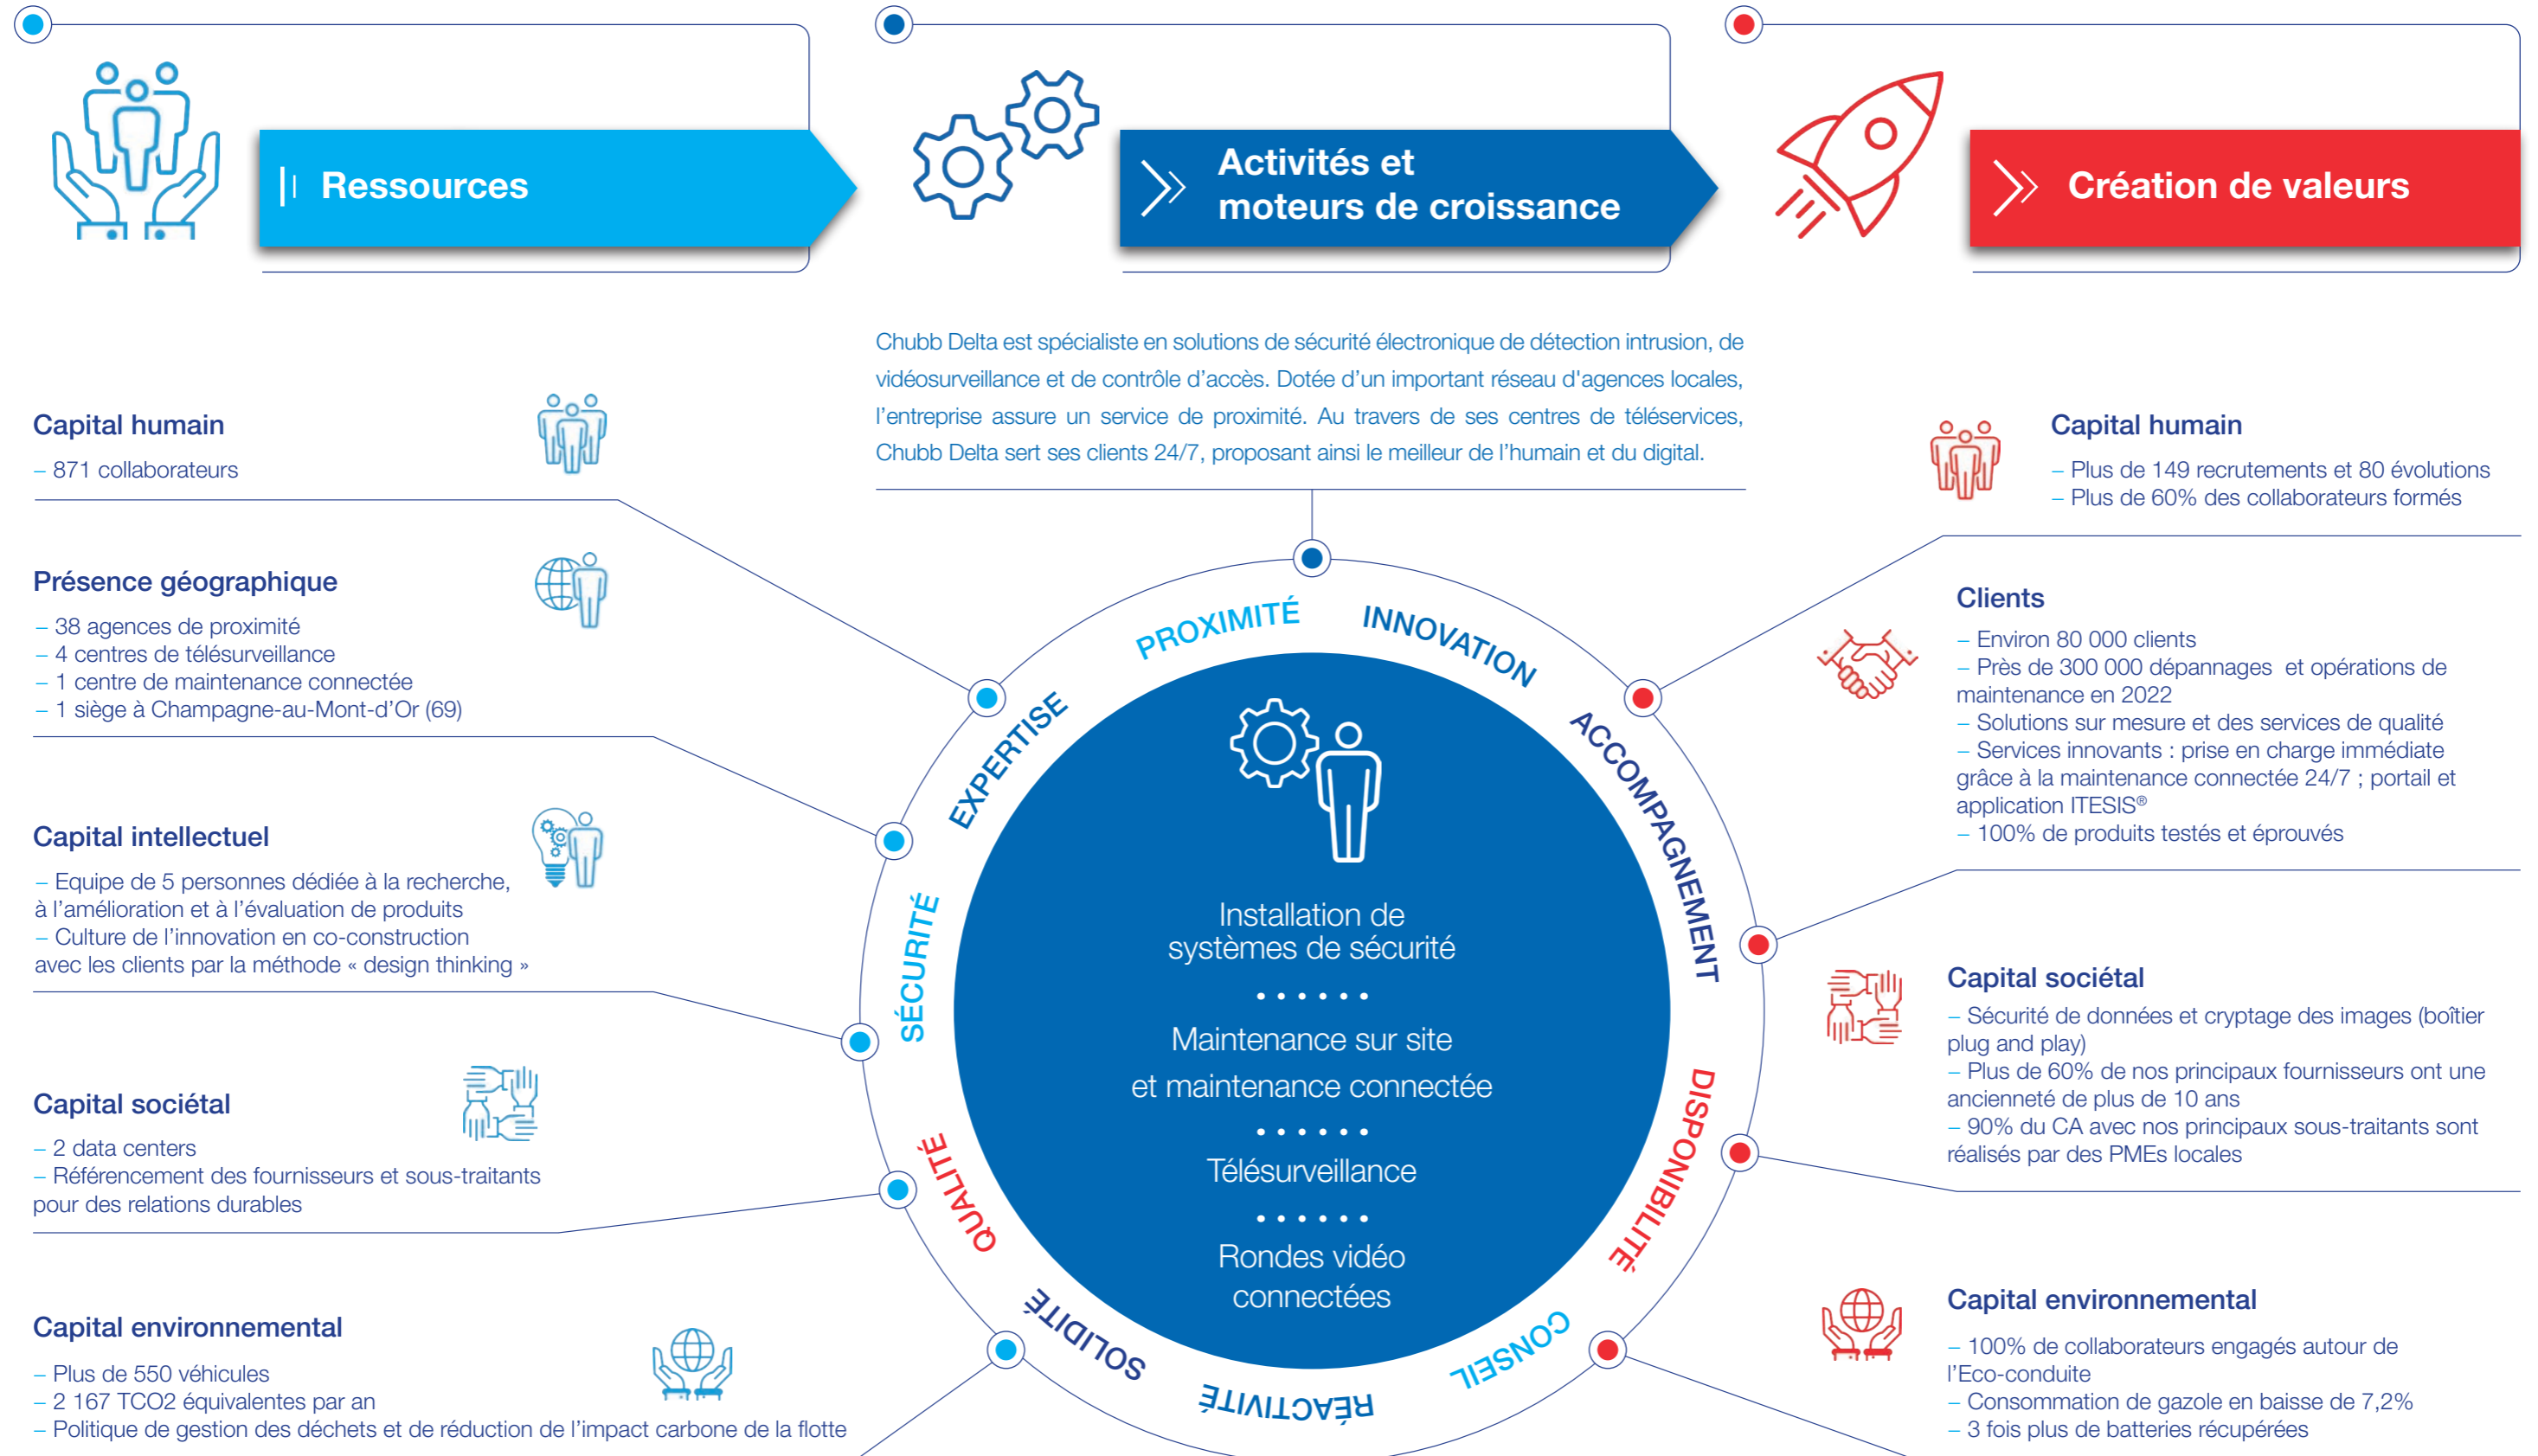 Ressources
Activités et
moteurs de croissance
Création de valeurs
Chubb Delta est spécialiste en solutions de sécurité électronique de détection intrusion, de
vidéosurveillance et de contrôle d’accès. Dotée d’un important réseau d'agences locales,
l’entreprise assure un service de proximité. Au travers de ses centres de téléservices,
Chubb Delta sert ses clients 24/7, proposant ainsi le meilleur de l’humain et du digital.
Capital humain
– 871 collaborateurs
Présence géographique
– 38 agences de proximité
– 4 centres de télésurveillance
– 1 centre de maintenance connectée
– 1 siège à Champagne-au-Mont-d’Or (69)
Capital intellectuel
– Equipe de 5 personnes dédiée à la recherche,
à l’amélioration et à l’évaluation de produits
– Culture de l’innovation en co-construction
avec les clients par la méthode « design thinking »
Capital sociétal
– 2 data centers
– Référencement des fournisseurs et sous-traitants
pour des relations durables
Capital environnemental
– Plus de 550 véhicules
– 2 167 TCO2 équivalentes par an
– Politique de gestion des déchets et de réduction de l’impact carbone de la flotte
PROXIMITÉ
INNOVATION
ACCOMPAGNEMENT
DISPONIBILITÉ
CONSEIL
RÉACTIVITÉ
SOLIDITÉ
QUALITÉ
SÉCURITÉ
EXPERTISE
Installation de
systèmes de sécurité
Maintenance sur site
et maintenance connectée
Télésurveillance
Rondes vidéo
connectées
Capital humain
– Plus de 149 recrutements et 80 évolutions
– Plus de 60% des collaborateurs formés
Clients
– Environ 80 000 clients
– Près de 300 000 dépannages et opérations de
maintenance en 2022
– Solutions sur mesure et des services de qualité
– Services innovants : prise en charge immédiate
grâce à la maintenance connectée 24/7 ; portail et
application ITESIS®
– 100% de produits testés et éprouvés
Capital sociétal
– Sécurité de données et cryptage des images (boîtier
plug and play)
– Plus de 60% de nos principaux fournisseurs ont une
ancienneté de plus de 10 ans
– 90% du CA avec nos principaux sous-traitants sont
réalisés par des PMEs locales
Capital environnemental
– 100% de collaborateurs engagés autour de
l’Eco-conduite
– Consommation de gazole en baisse de 7,2%
– 3 fois plus de batteries récupérées